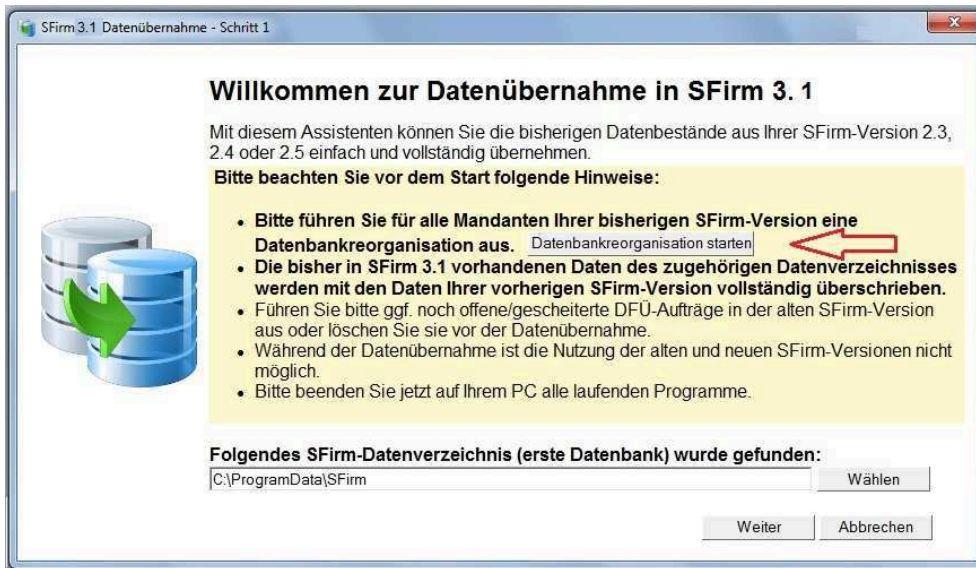 SFirm 3.1 Datenübernahme - Schritt 1
Willkommen zur Datenübernahme in SFirm 3. 1
Mit diesem Assistenten können Sie die bisherigen Datenbestände aus Ihrer SFirm-Version 2.3,
2.4 oder 2.5 einfach und vollständig übernehmen.
Bitte beachten Sie vor dem Start folgende Hinweise:
• Bitte führen Sie für alle Mandanten Ihrer bisherigen SFirm-Version eine
Datenbankreorganisation aus. Datenbankreorganisation starten
• Die bisher in SFirm 3.1 vorhandenen Daten des zugehörigen Datenverzeichnisses
werden mit den Daten Ihrer vorherigen SFirm-Version vollständig überschrieben.
• Führen Sie bitte ggf. noch offene/gescheiterte DFÜ-Aufträge in der alten SFirm-Version
aus oder löschen Sie sie vor der Datenübernahme.
• Während der Datenübernahme ist die Nutzung der alten und neuen SFirm-Versionen nicht
möglich.
• Bitte beenden Sie jetzt auf Ihrem PC alle laufenden Programme.
Folgendes SFirm-Datenverzeichnis (erste Datenbank) wurde gefunden:
C:\ProgramData\SFirm Wählen
Weiter Abbrechen